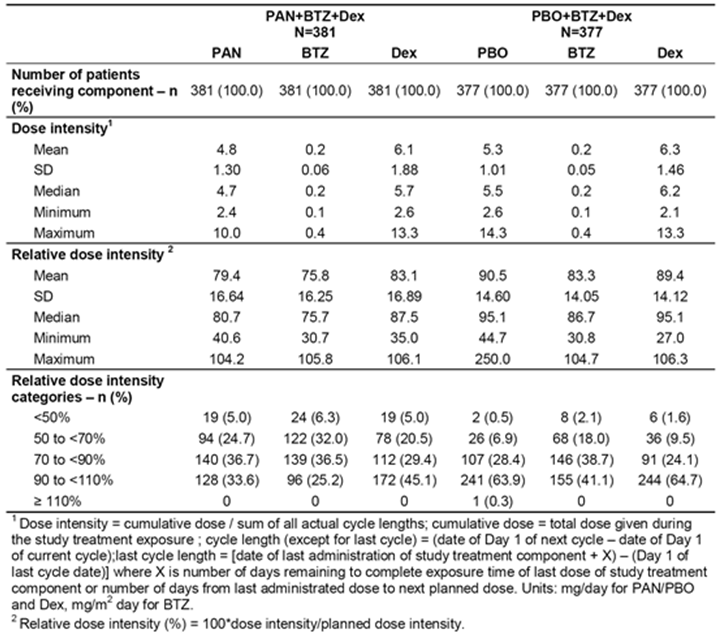 PAN+BTZ+Dex PBO+BTZ+Dex
N=381 N=377
PAN BTZ Dex PBO BTZ Dex
Number of patients
receiving component – n 381 (100.0) 381 (100.0) 381 (100.0) 377 (100.0) 377 (100.0) 377 (100.0)
(%)
Dose intensity1
Mean 4.8 0.2 6.1 5.3 0.2 6.3
SD 1.30 0.06 1.88 1.01 0.05 1.46
Median 4.7 0.2 5.7 5.5 0.2 6.2
Minimum 2.4 0.1 2.6 2.6 0.1 2.1
Maximum 10.0 0.4 13.3 14.3 0.4 13.3
Relative dose intensity 2
Mean 79.4 75.8 83.1 90.5 83.3 89.4
SD 16.64 16.25 16.89 14.60 14.05 14.12
Median 80.7 75.7 87.5 95.1 86.7 95.1
Minimum 40.6 30.7 35.0 44.7 30.8 27.0
Maximum 104.2 105.8 106.1 250.0 104.7 106.3
Relative dose intensity
categories – n (%)
<50% 19 (5.0) 24 (6.3) 19 (5.0) 2 (0.5) 8 (2.1) 6 (1.6)
50 to <70% 94 (24.7) 122 (32.0) 78 (20.5) 26 (6.9) 68 (18.0) 36 (9.5)
70 to <90% 140 (36.7) 139 (36.5) 112 (29.4) 107 (28.4) 146 (38.7) 91 (24.1)
90 to <110% 128 (33.6) 96 (25.2) 172 (45.1) 241 (63.9) 155 (41.1) 244 (64.7)
≥ 110% 0 0 0 1 (0.3) 0 0
1 Dose intensity = cumulative dose / sum of all actual cycle lengths; cumulative dose = total dose given during
the study treatment exposure ; cycle length (except for last cycle) = (date of Day 1 of next cycle – date of Day 1
of current cycle);last cycle length = [date of last administration of study treatment component + X) – (Day 1 of
last cycle date)] where X is number of days remaining to complete exposure time of last dose of study treatment
component or number of days from last administrated dose to next planned dose. Units: mg/day for PAN/PBO
and Dex, mg/m2 day for BTZ.
2 Relative dose intensity (%) = 100*dose intensity/planned dose intensity.